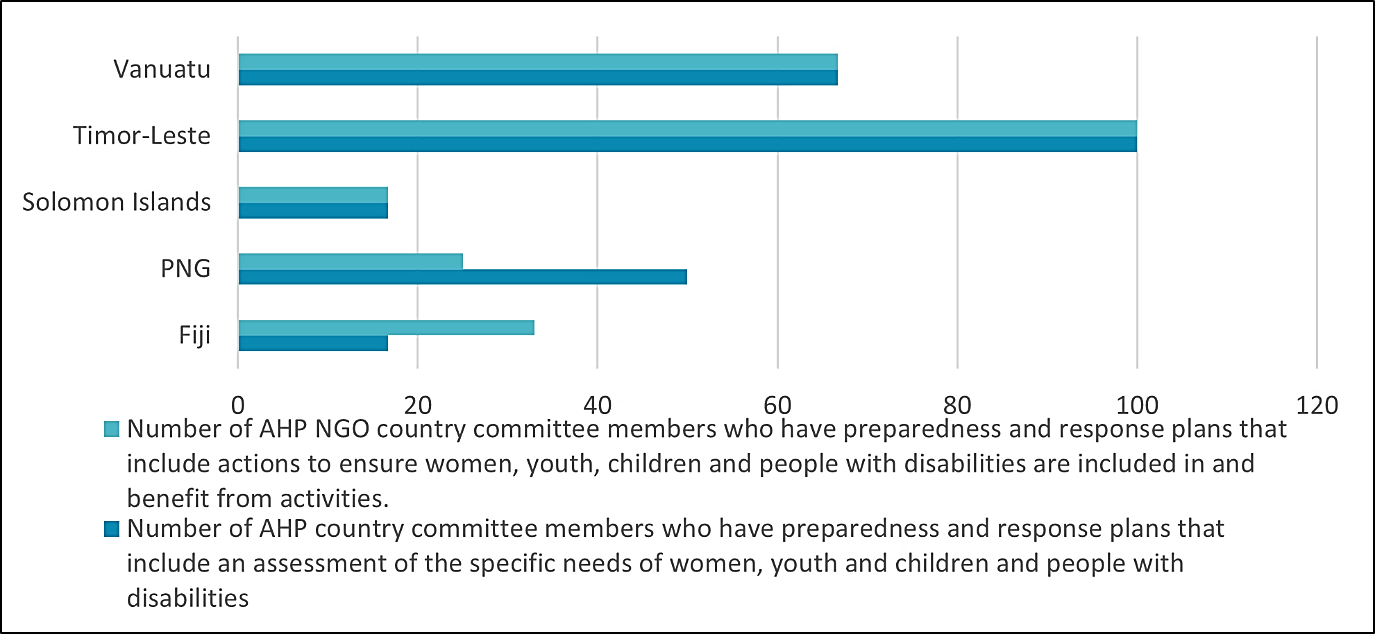 Vanuatu
Timor-Leste
Solomon Islands
PNG
Fiji
0 20 40 60 80 100 120
Number of AHP NGO country committee members who have preparedness and response plans that
include actions to ensure women, youth, children and people with disabilities are included in and
benefit from activities.
Number of AHP country committee members who have preparedness and response plans that
include an assessment of the specific needs of women, youth and children and people with
disabilities